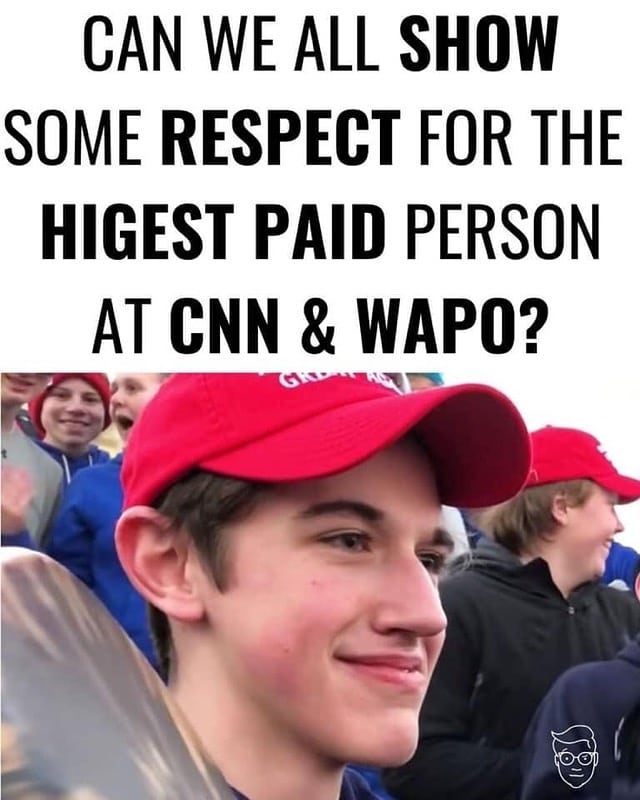 CAN WE ALL SHOW
SOME RESPECT FOR THE
HIGEST PAID PERSON
AT CNN & WAPO?